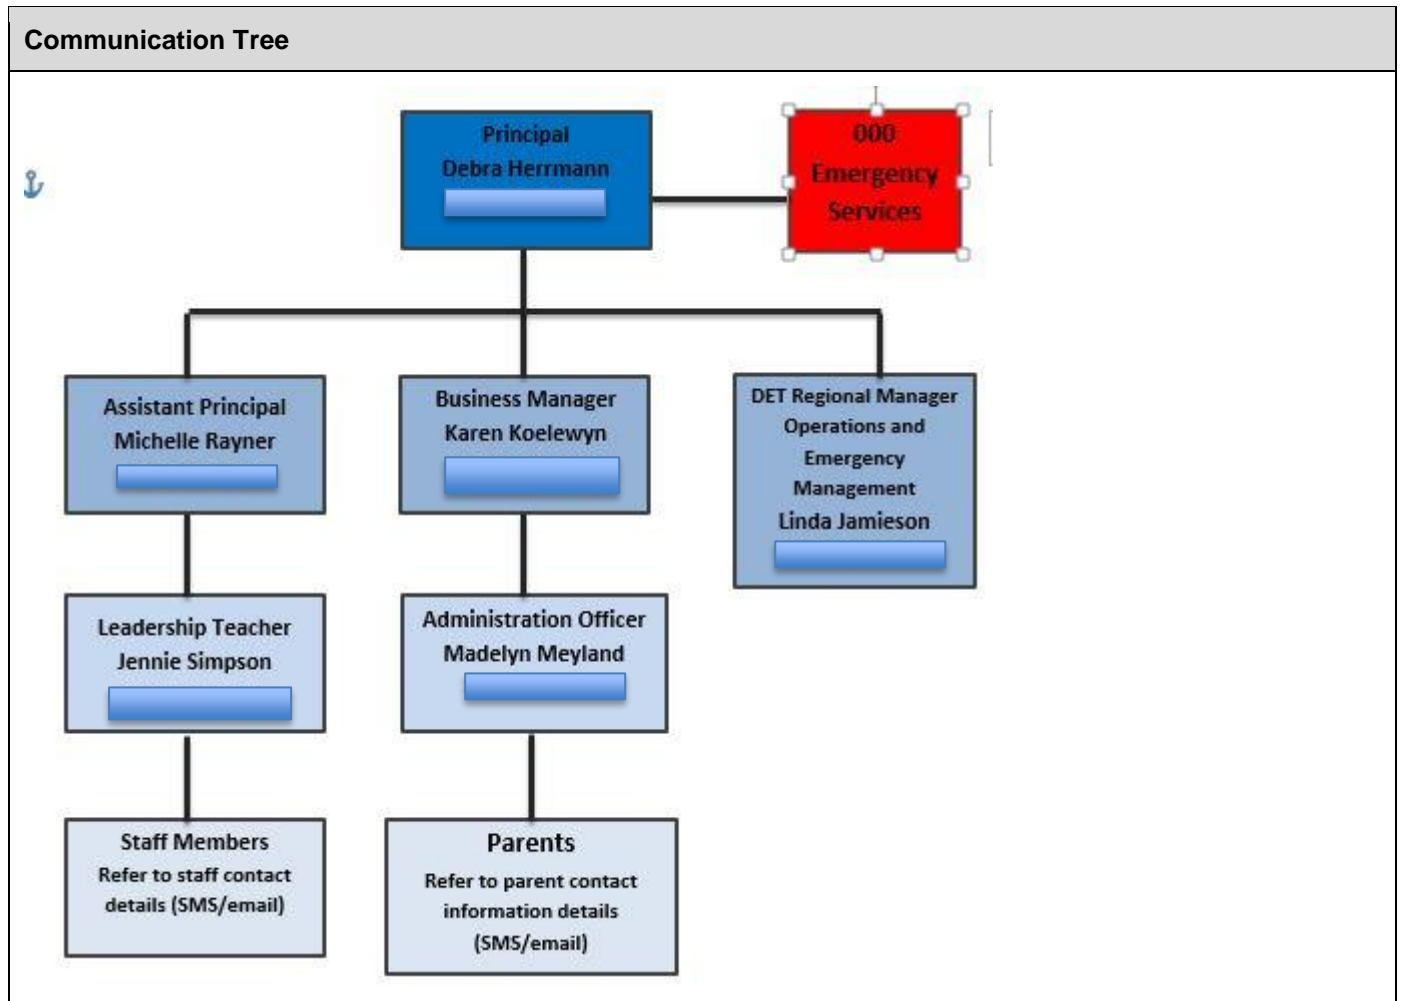 Communication Tree
Principal
Debra Herrmann
000
Emergency
Services
Assistant Principal
Michelle Rayner
Business Manager
Karen Koelewyn
DET Regional Manager
Operations and
Emergency
Management
Linda Jamieson
Leadership Teacher
Jennie Simpson
Administration Officer
Madelyn Meyland
Staff Members
Refer to staff contact
details (SMS/email)
Parents
Refer to parent contact
information details
(SMS/email)